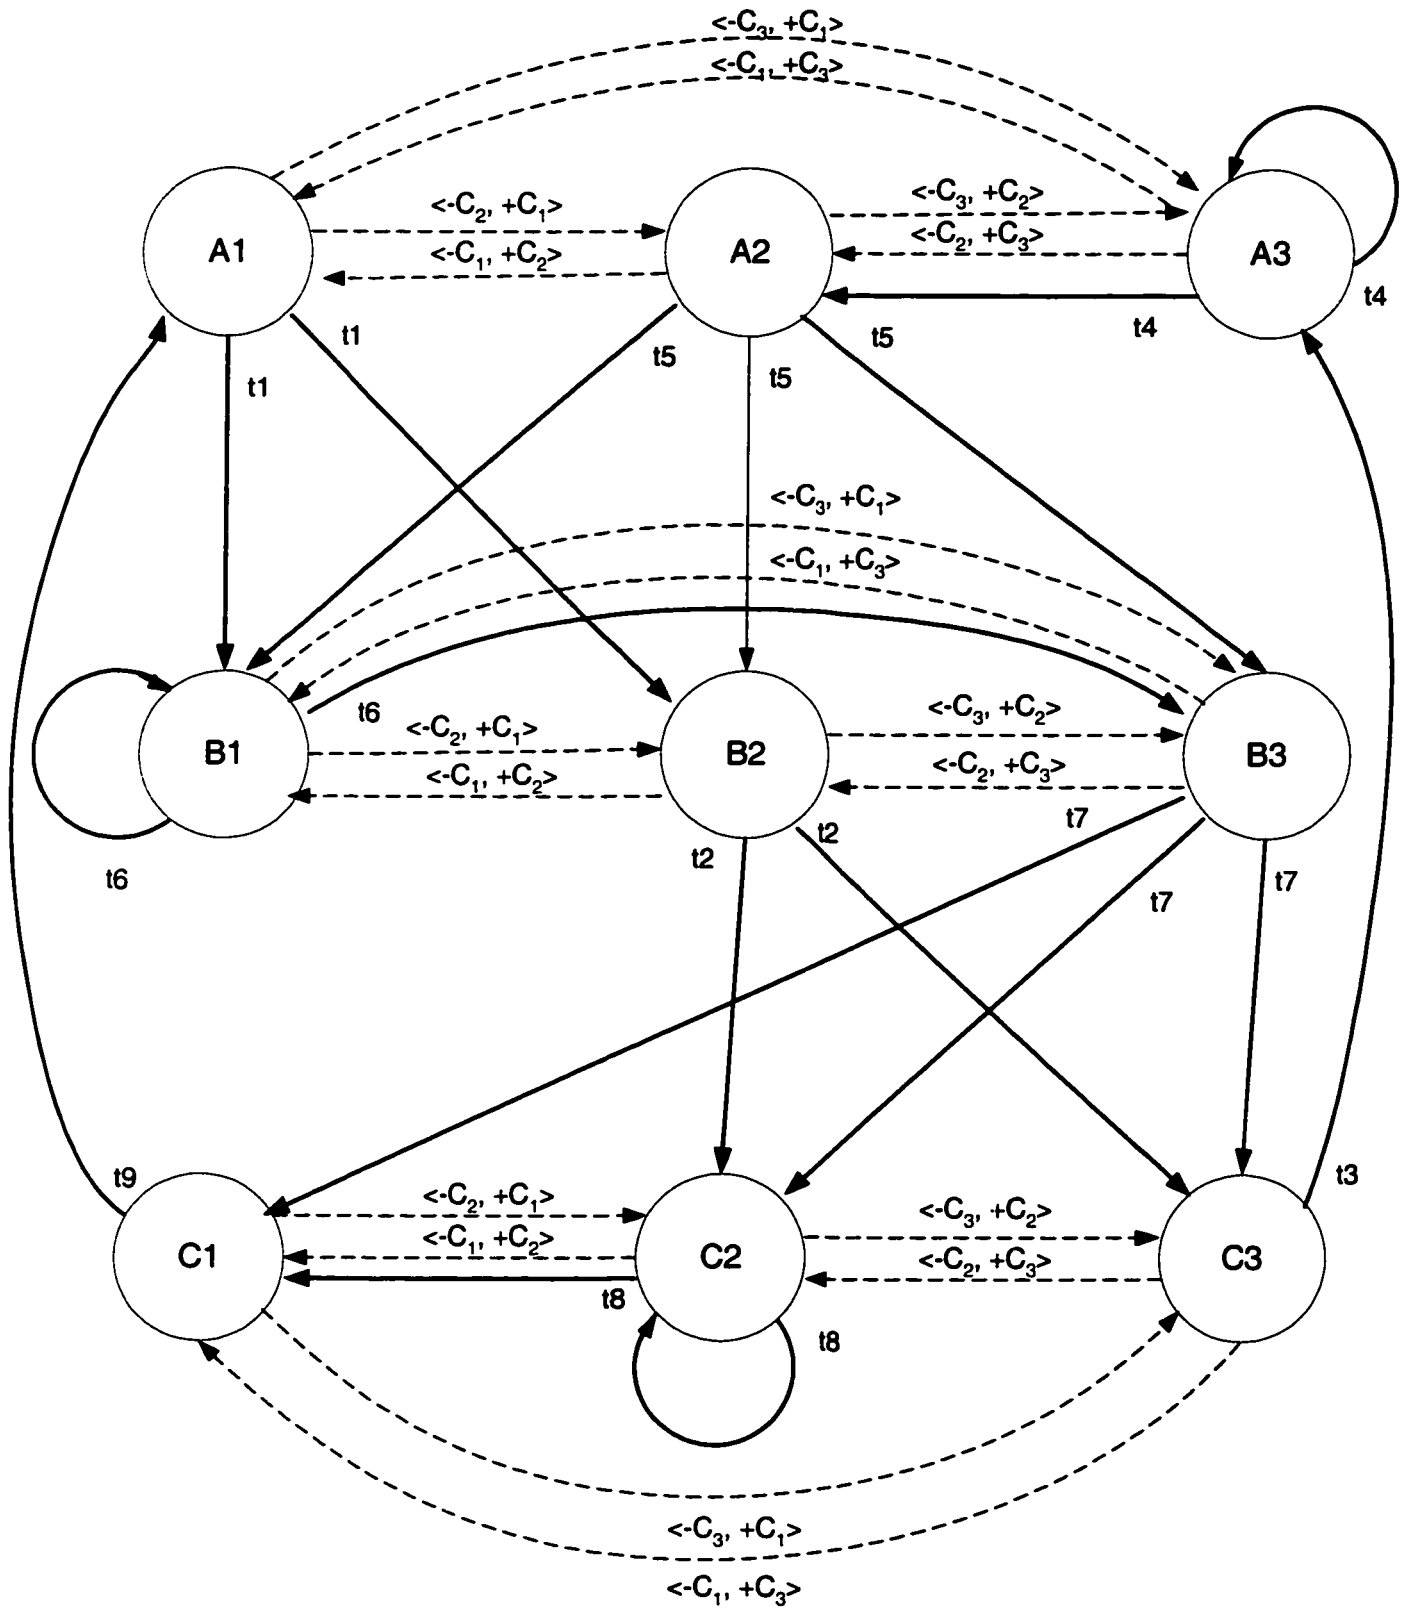 <-C3, +C1>
<-C1, +C3>
<-C2, +C1>
<-C3, +C2>
<-C1, +C2>
<-C2, +C3>
A1
A2
A3
t4
t4
t1
t5
t1
t5
t5
<-C3, +C1>
<-C1, +C3>
t6
<-C2, +C1>
<-C3, +C2>
B1
B2
B3
<-C1, +C2>
<-C2, +C3>
t7
t2
t2
t6
t7
t7
t9
t3
<-C2, +C1>
<-C3, +C2>
<-C1, +C2>
<-C2, +C3>
C1
C2
C3
t8
t8
<-C3, +C1>
<-C1, +C3>